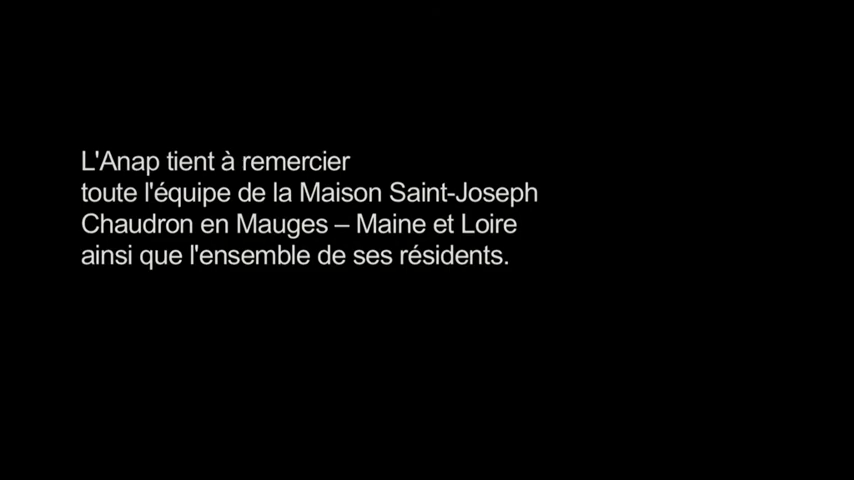 L'Anap tient à remercier
toute l'équipe de la Maison Saint-Joseph
Chaudron en Mauges – Maine et Loire
ainsi que l'ensemble de ses résidents.